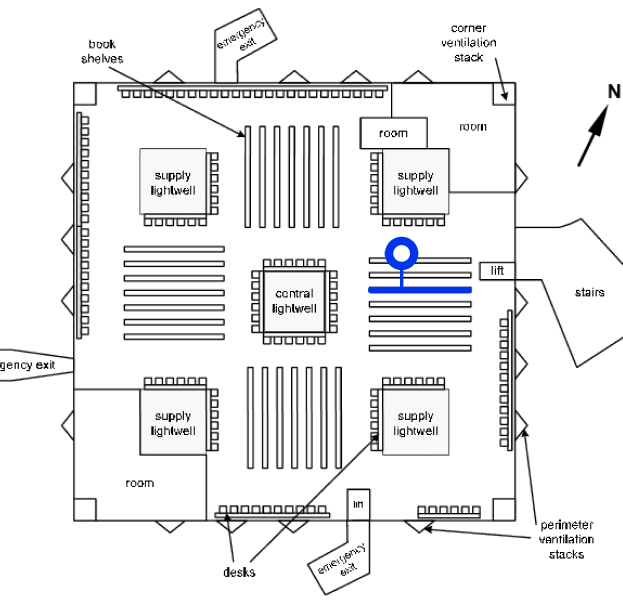 emergency
exit
book
shelves
corner
ventilation
stack
N
room
room
supply
lightwell
supply
lightwell
lift
stairs
central
lightwell
gency exit
supply
lightwell
supply
lightwell
room
lift
perimeter
ventilation
stacks
desks
emergency
exit